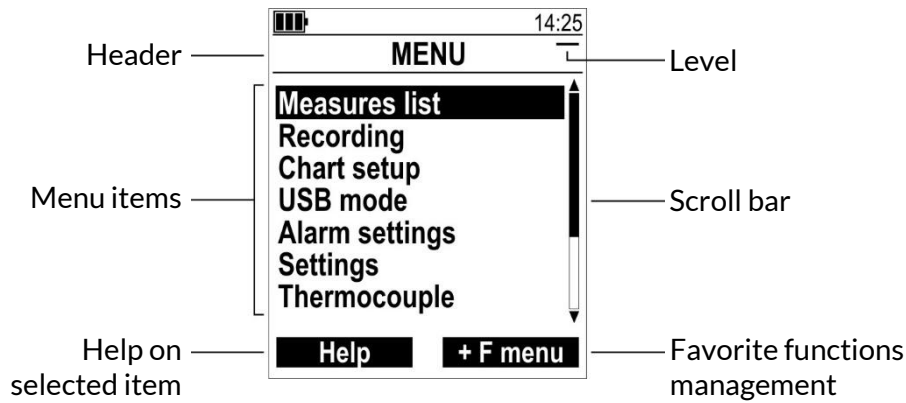 14:25
Header
MENU
Level
Measures list
Recording
Chart setup
Menu items
USB mode
Scroll bar
Alarm settings
Settings
Thermocouple
Help on
selected item
Help
+ F menu
Favorite functions
management